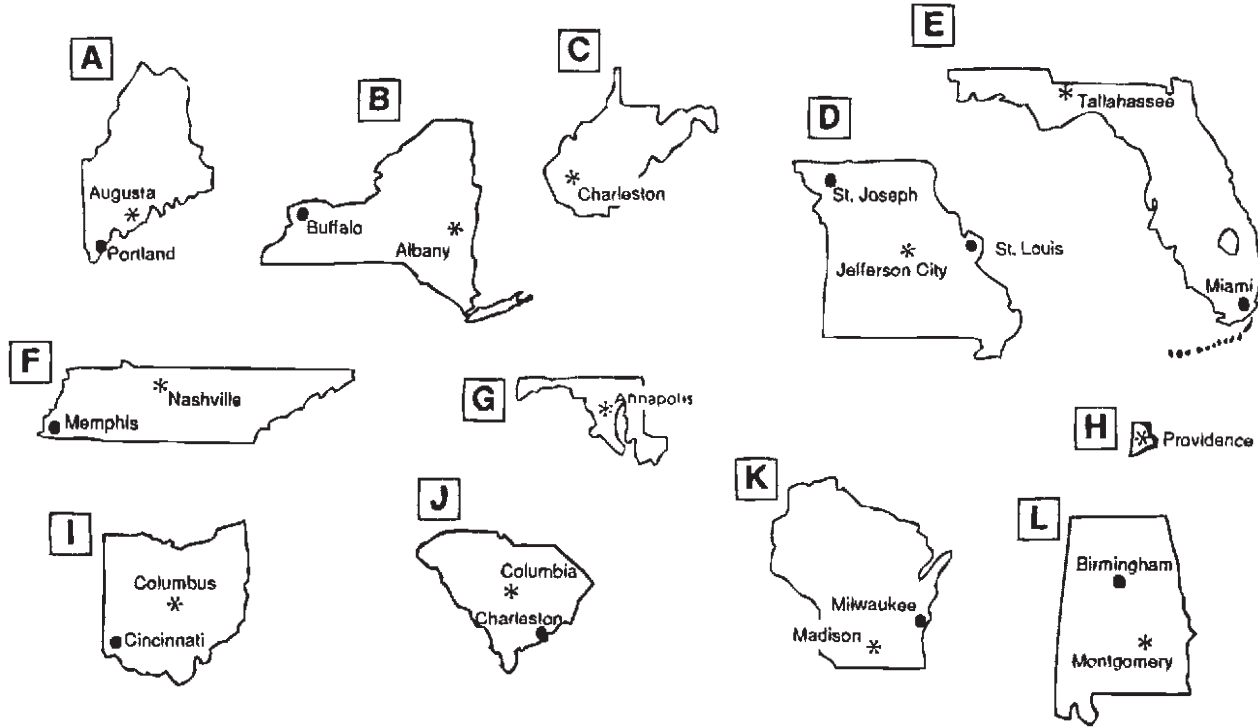 A
Augusta
Portland
B
Buffalo
Albany
C
Charleston
D
St. Joseph
St. Louis
Jefferson City
E
Tallahassee
Miami
F
Nashville
Memphis
G
Annapolis
H
Providence
I
Columbus
Cincinnati
J
Columbia
Charleston
K
Milwaukee
Madison
L
Birmingham
Montgomery